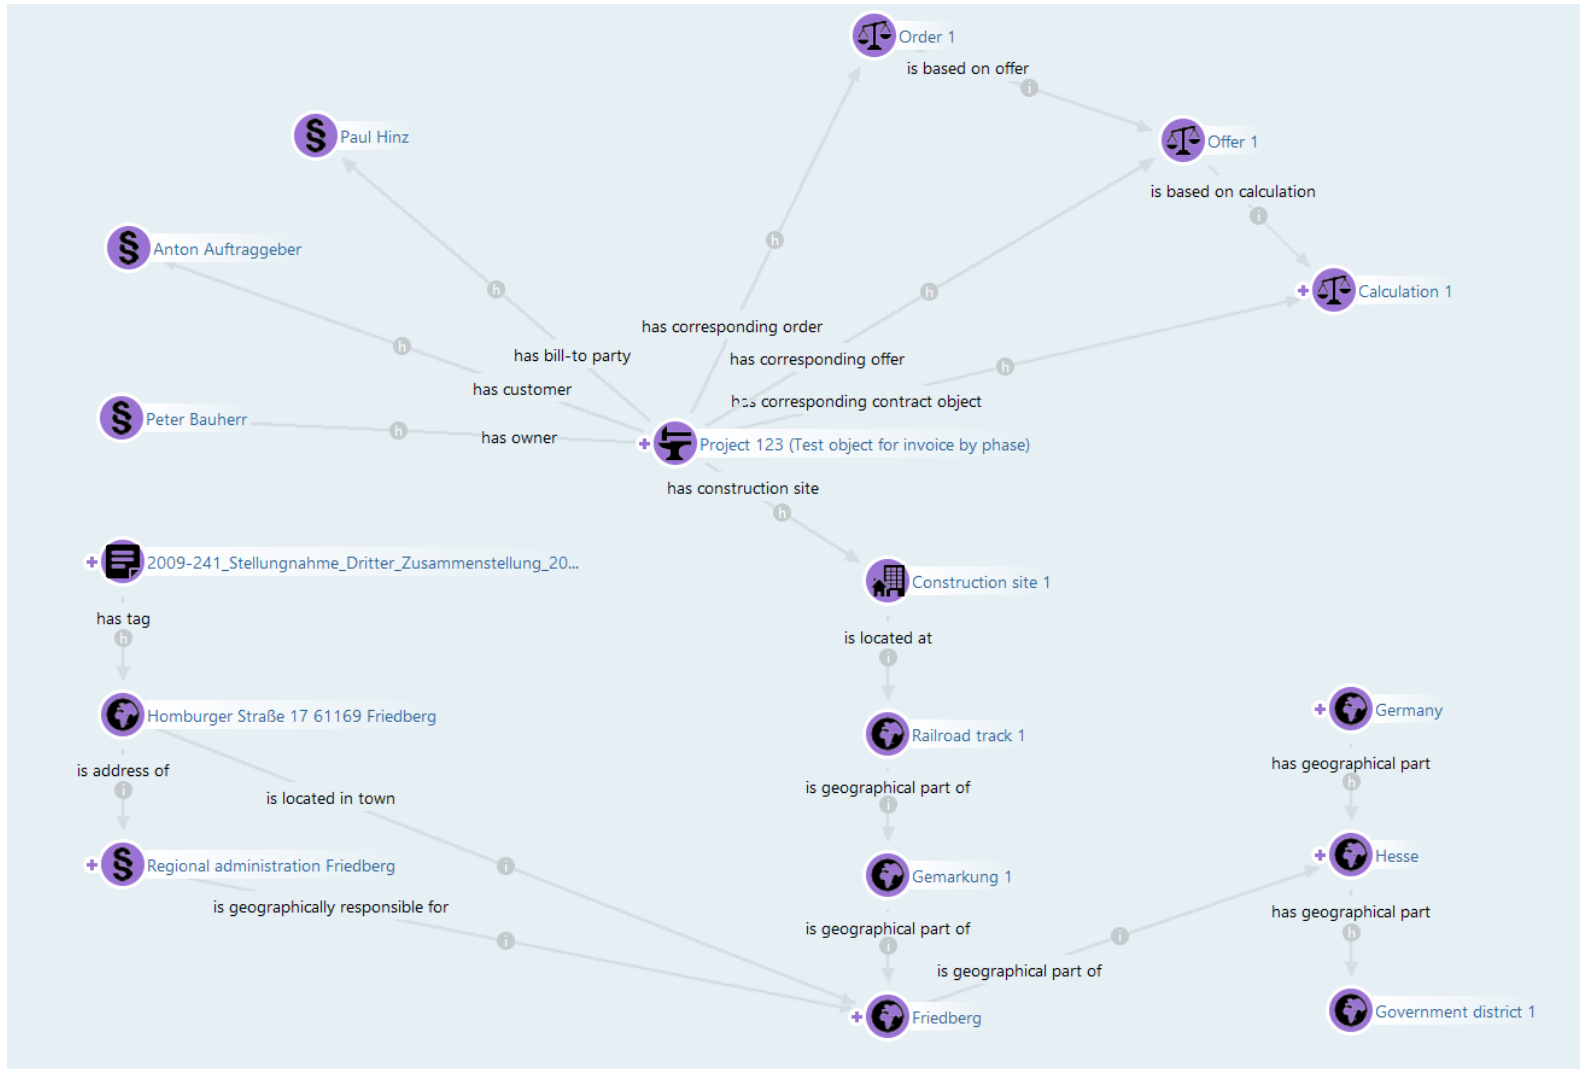 Order 1
is based on offer
Paul Hinz
Offer 1
is based on calculation
Anton Auftraggeber
h
Calculation 1
has corresponding order
has bill-to party
has corresponding offer
has customer
has corresponding contract object
Peter Bauherr
has owner
Project 123 (Test object for invoice by phase)
has construction site
h
2009-241_Stellungnahme_Dritter_Zusammenstellung_20...
Construction site 1
has tag
h
is located at
i
Homburger Straße 17 61169 Friedberg
Germany
Railroad track 1
is address of
i
is located in town
is geographical part of
i
has geographical part
h
Regional administration Friedberg
i
Hesse
Gemarkung 1
is geographically responsible for
i
is geographical part of
i
has geographical part
h
i
is geographical part of
Friedberg
Government district 1